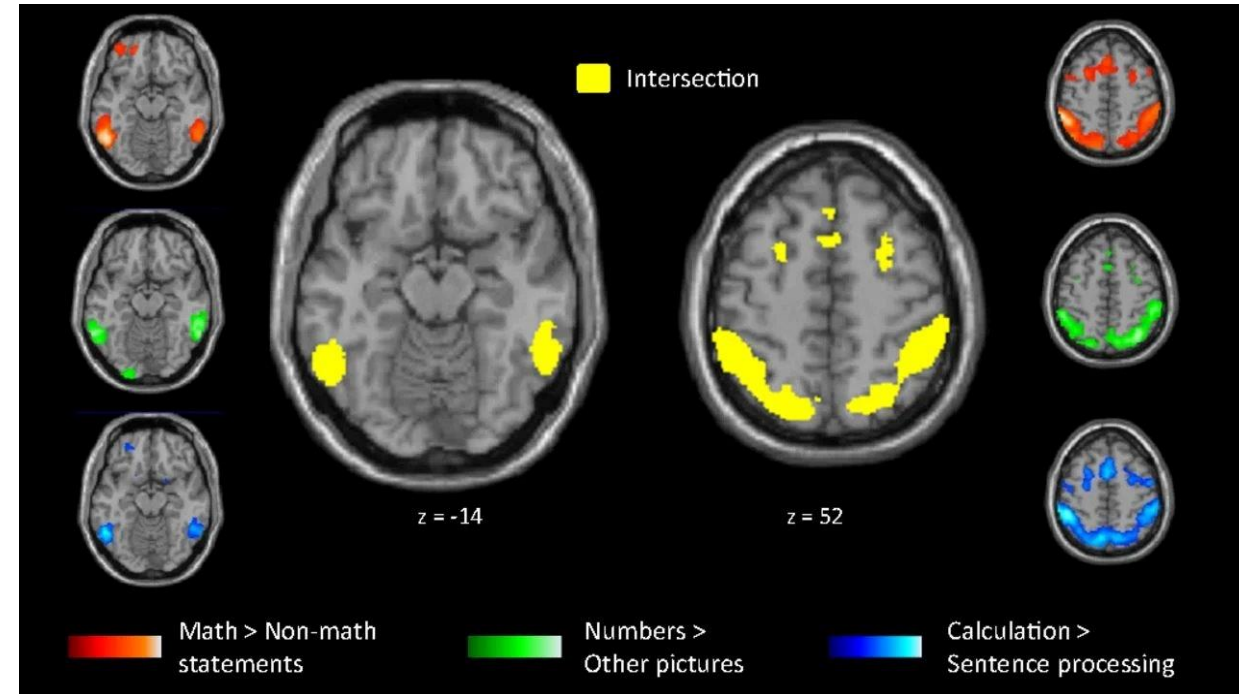 Intersection
z = -14
z = 52
Math > Non-math
statements
Numbers >
Other pictures
Calculation >
Sentence processing